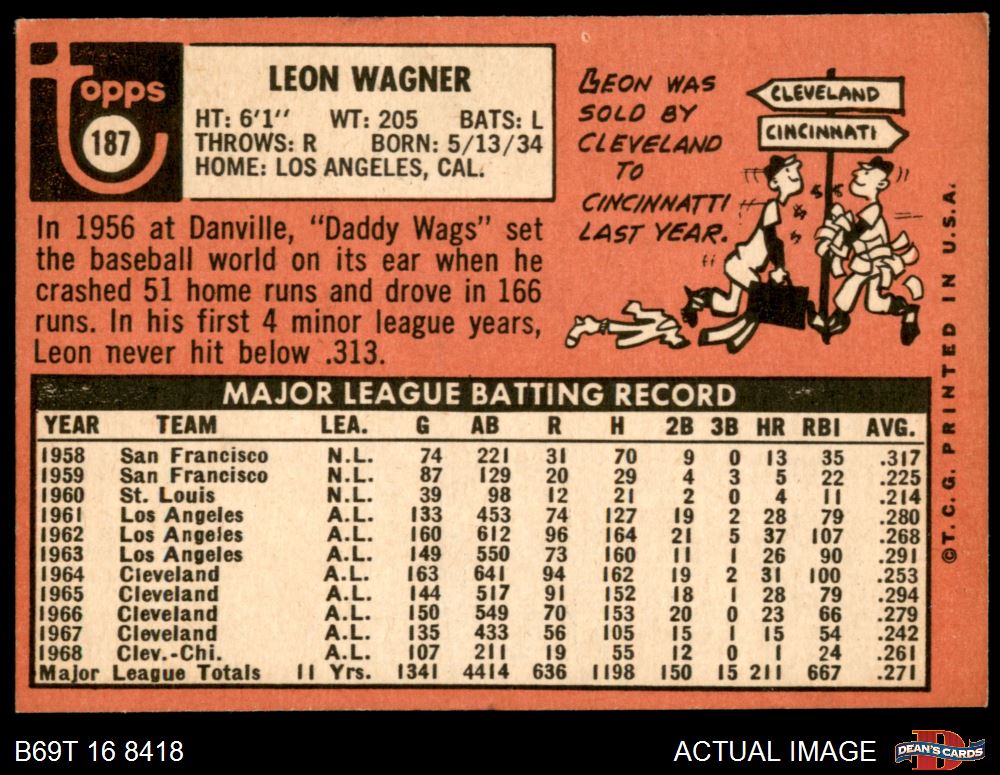 Topps
187
LEON WAGNER
HT: 6'1" WT: 205 BATS: L
THROWS: R BORN: 5/13/34
HOME: LOS ANGELES, CAL.
In 1956 at Danville, "Daddy Wags" set
the baseball world on its ear when he
crashed 51 home runs and drove in 166
runs. In his first 4 minor league years,
Leon never hit below .313.
LEON WAS
SOLD BY
CLEVELAND
TO
CINCINNATTI
LAST YEAR.
CLEVELAND
CINCINNATI
MAJOR LEAGUE BATTING RECORD
YEAR TEAM LEA. G AB R H 2B 3B HR RBI AVG.
1958 San Francisco N.L. 74 221 31 70 9 0 13 35 .317
1959 San Francisco N.L. 87 129 20 29 4 3 5 22 .225
1960 St. Louis N.L. 39 98 12 21 2 0 4 11 .214
1961 Los Angeles A.L. 133 453 74 127 19 2 28 79 .280
1962 Los Angeles A.L. 160 612 96 164 21 5 37 107 .268
1963 Los Angeles A.L. 149 550 73 160 11 1 26 90 .291
1964 Cleveland A.L. 163 641 94 162 19 2 31 100 .253
1965 Cleveland A.L. 144 517 91 152 18 1 28 79 .294
1966 Cleveland A.L. 150 549 70 153 20 0 23 66 .279
1967 Cleveland A.L. 135 433 56 105 15 1 15 54 .242
1968 Clev.-Chi. A.L. 107 211 19 55 12 0 1 24 .261
Major League Totals 11 Yrs. 1341 4414 636 1198 150 15 211 667 .271
©T.C.G. PRINTED IN U.S.A.
B69T 16 8418
ACTUAL IMAGE
DEAN'S CARDS